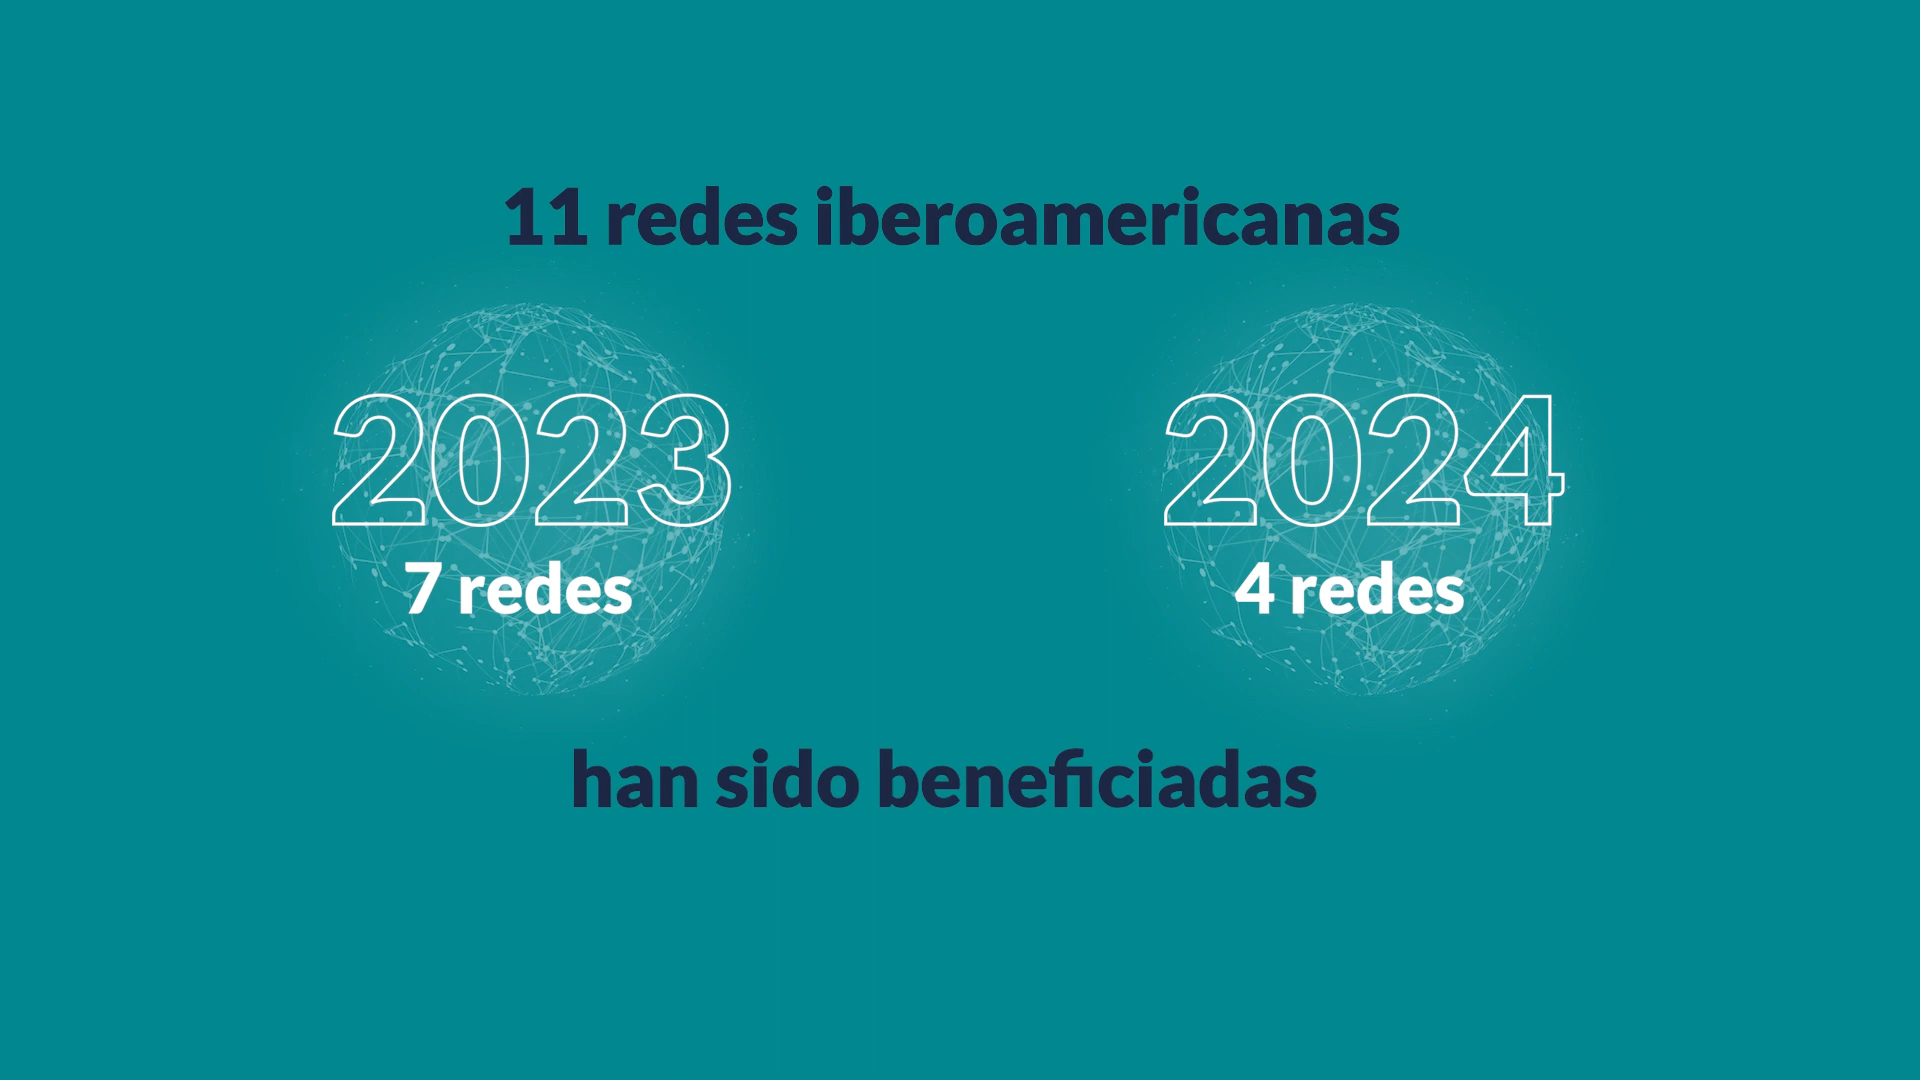 11 redes iberoamericanas
2023
7 redes
2024
4 redes
han sido beneficiadas